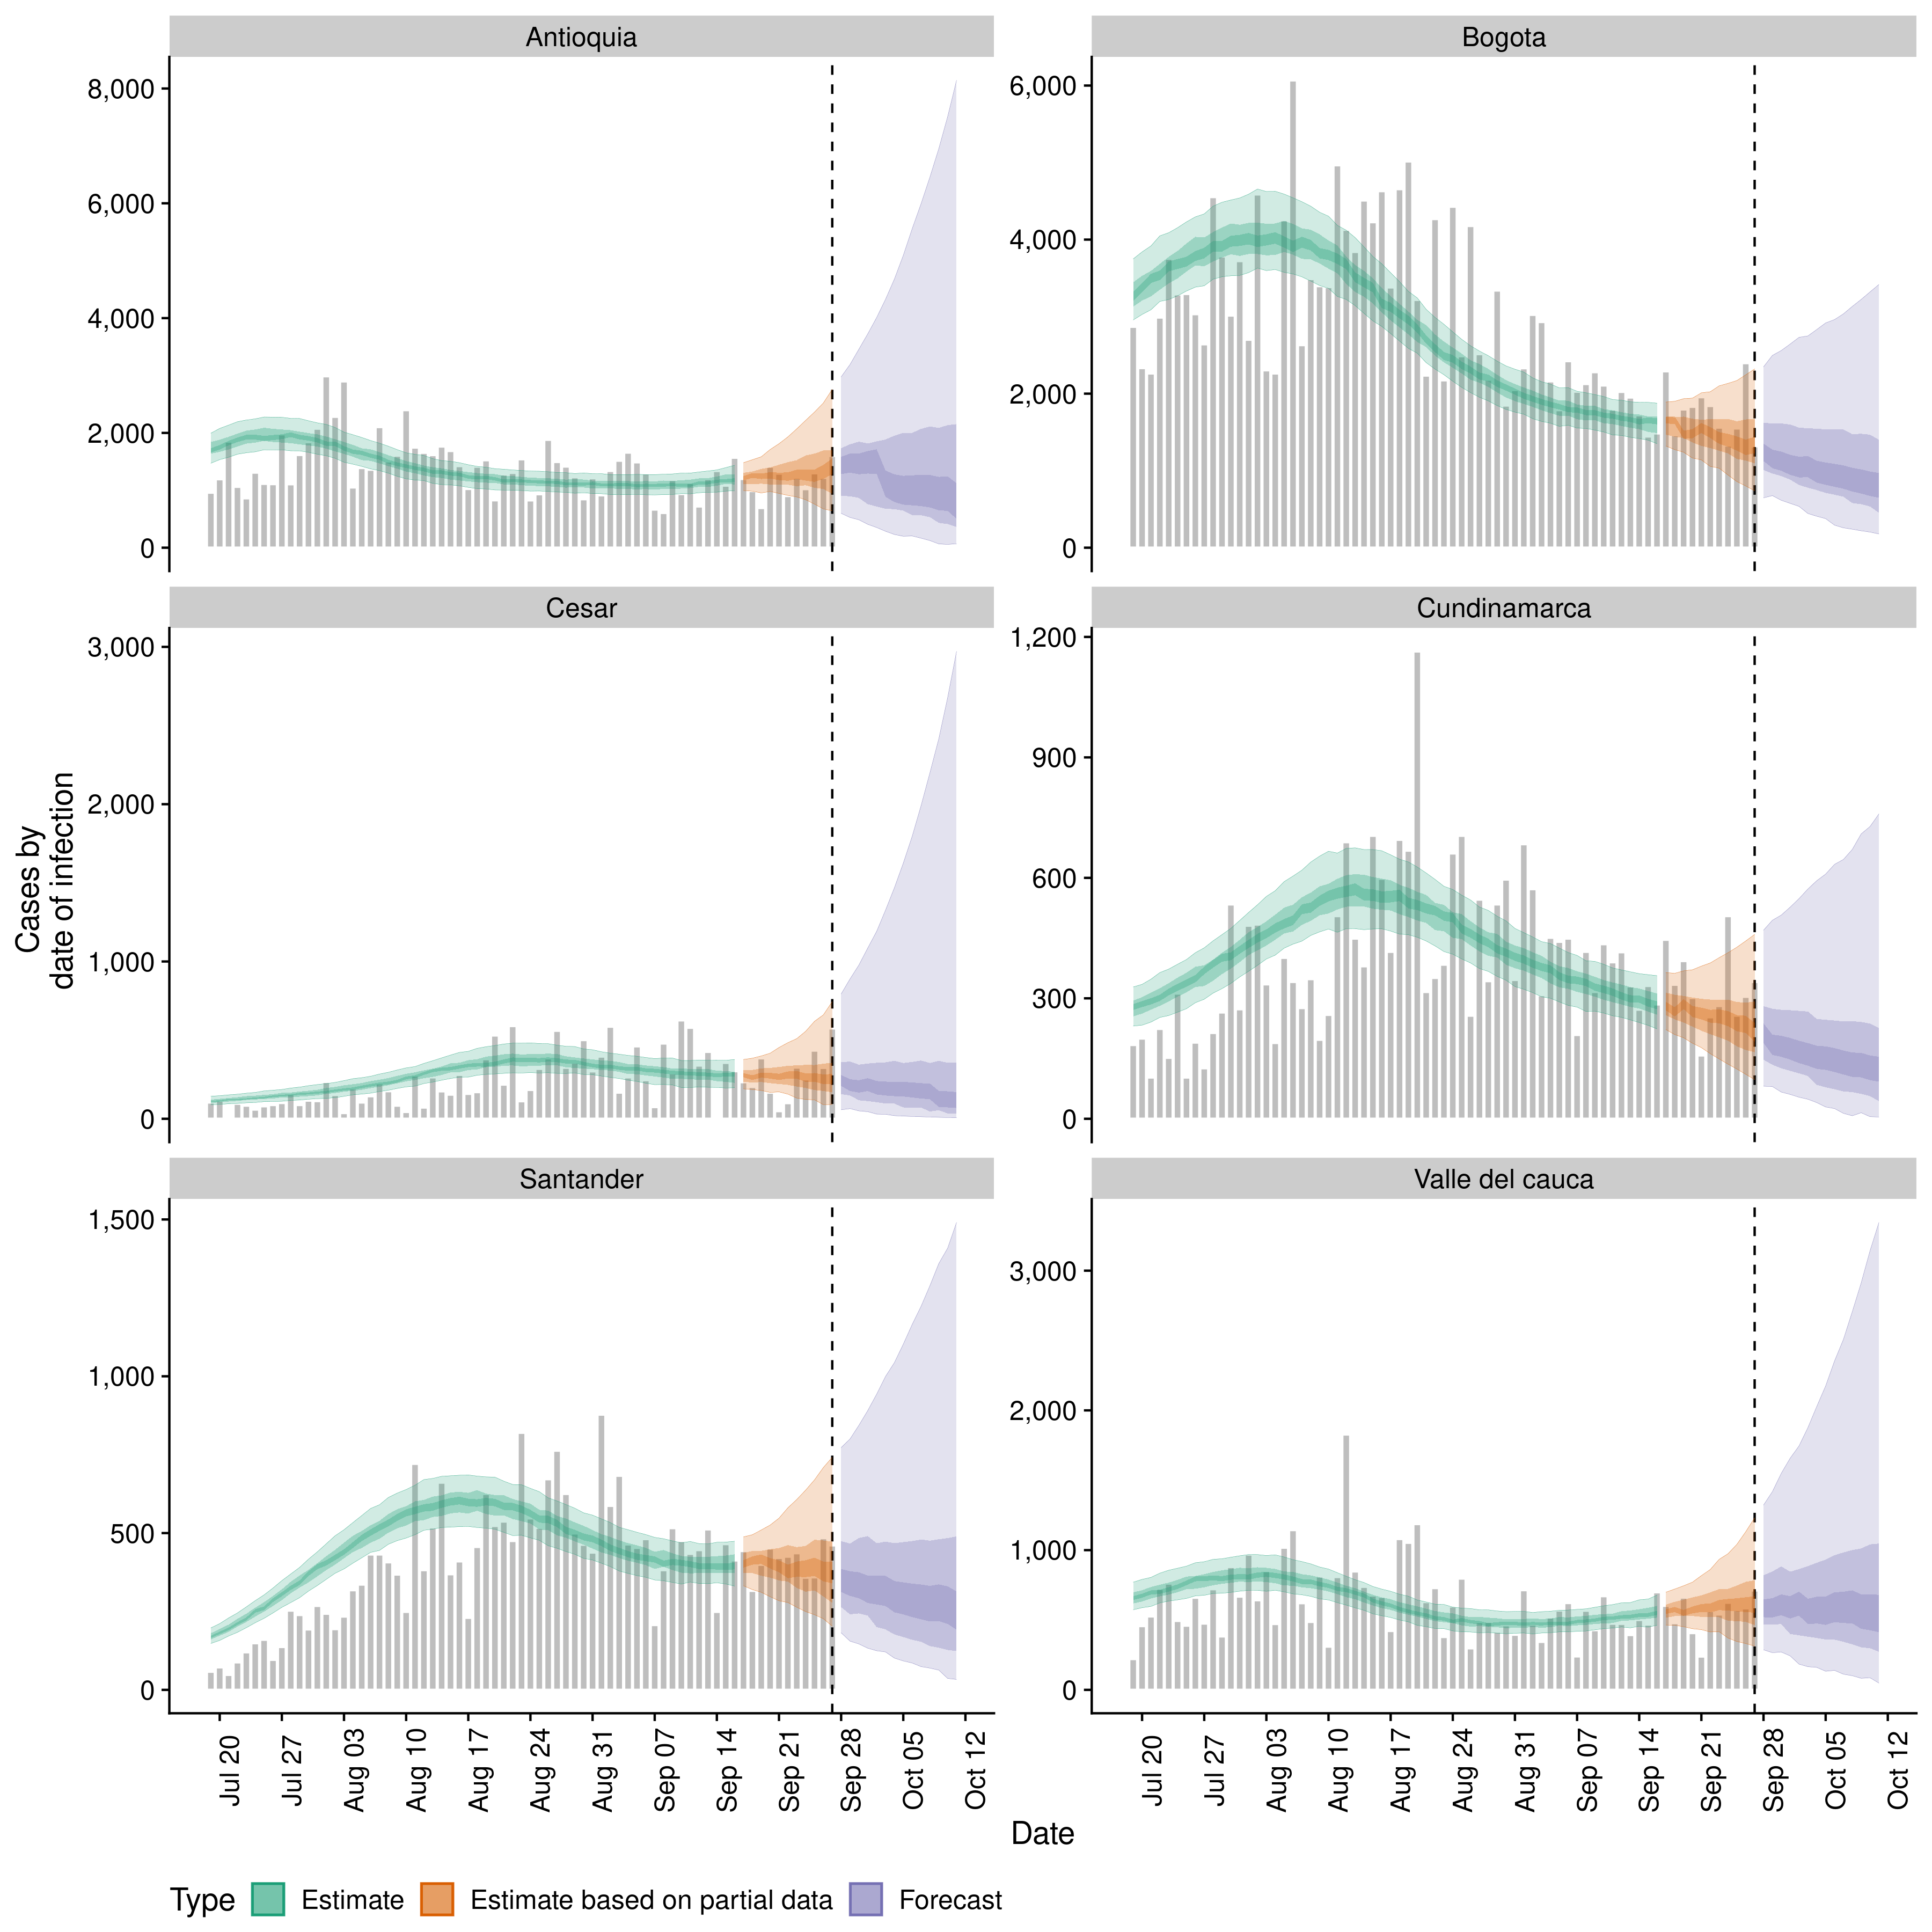 Antioquia
8,000
6,000
4,000
2,000
0
Bogota
6,000
4,000
2,000
0
Cesar
3,000
2,000
1,000
0
Cundinamarca
1,200
900
600
300
0
Santander
1,500
1,000
500
0
Valle del cauca
3,000
2,000
1,000
0
Cases by
date of infection
Jul 20
Jul 27
Aug 03
Aug 10
Aug 17
Aug 24
Aug 31
Sep 07
Sep 14
Sep 21
Sep 28
Oct 05
Oct 12
Jul 20
Jul 27
Aug 03
Aug 10
Aug 17
Aug 24
Aug 31
Sep 07
Sep 14
Sep 21
Sep 28
Oct 05
Oct 12
Date
Type Estimate Estimate based on partial data Forecast